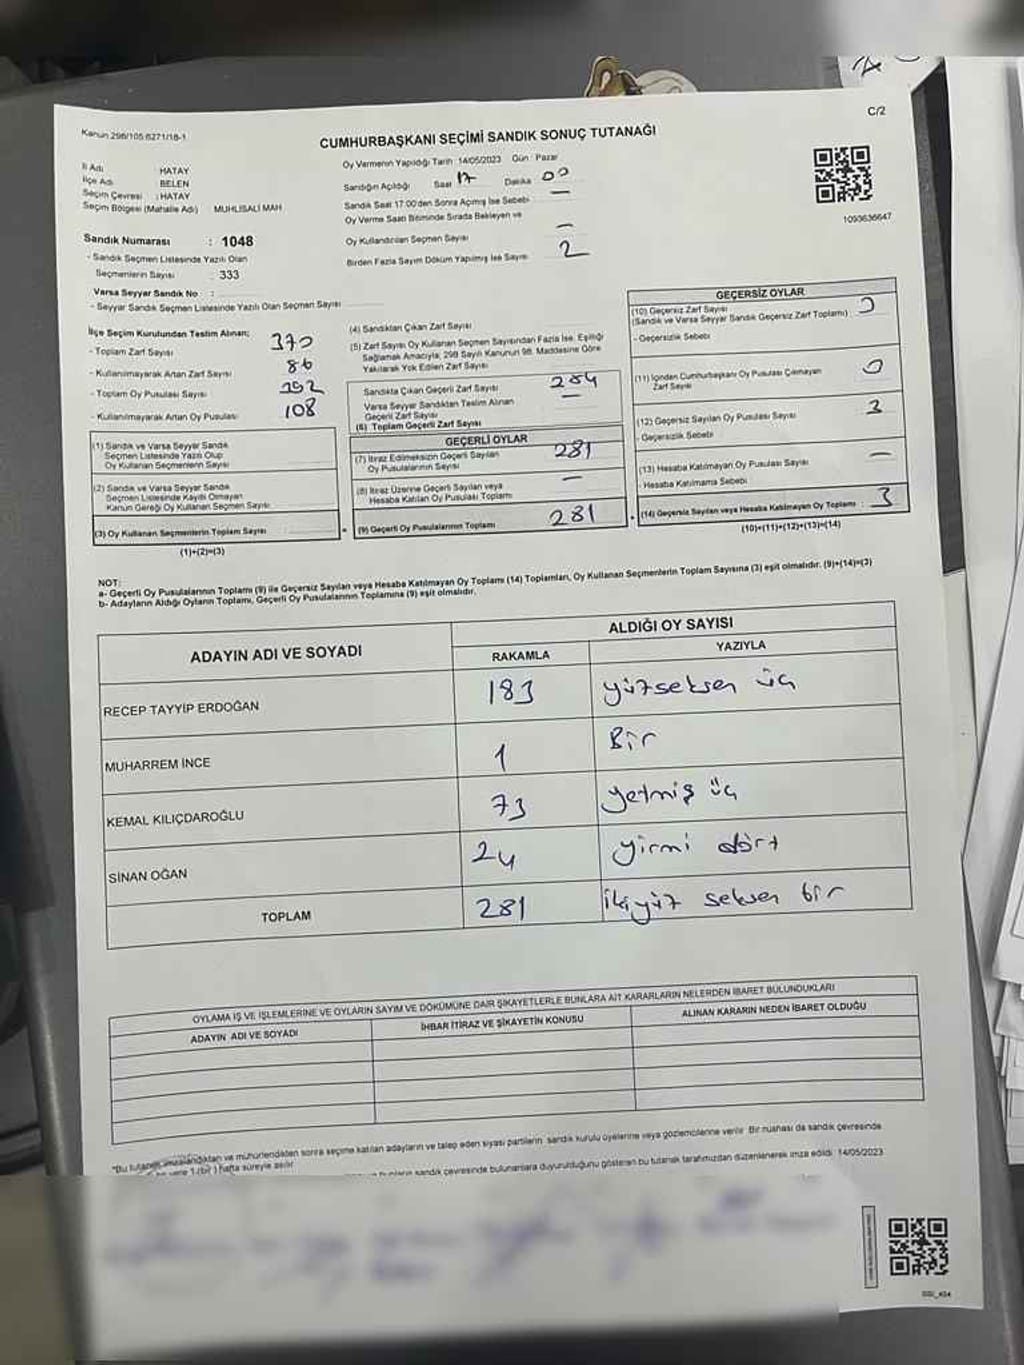 C/2
Kanun 298/105 6271/16-1
CUMHURBAŞKANI SEÇİMİ SANDIK SONUÇ TUTANAĞI
İl Adı HATAY
İlçe Adı BELEN
Seçim Çevresi : HATAY
Seçim Bölgesi (Mahalle Adı) MUHLİSALİ MAH
Sandık Numarası : 1048
- Sandık Seçmen Listesinde Yazılı Olan
Seçmenlerin Sayısı : 333
Varsa Seyyar Sandık No :
- Seyyar Sandık Seçmen Listesinde Yazılı Olan Seçmen Sayısı
Oy Vermenin Yapıldığı Tarih : 14/05/2023 Gün : Pazar
Sandığın Açıldığı Saat 17 Dakika 00
Sandık Saat 17.00'den Sonra Açılmış İse Sebebi —
Oy Verme Saati Bitiminde Sırada Bekleyen ve
Oy Kullandırılan Seçmen Sayısı —
Birden Fazla Sayım Döküm Yapılmış İse Sayısı 2
1093636647
İlçe Seçim Kurulundan Teslim Alınan;
- Toplam Zarf Sayısı 370
- Kullanılmayarak Artan Zarf Sayısı 86
- Toplam Oy Pusulası Sayısı
- Kullanılmayarak Artan Oy Pusulası 108
(1) Sandık ve Varsa Seyyar Sandık
Seçmen Listesinde Yazılı Olup
Oy Kullanan Seçmenlerin Sayısı
(2) Sandık ve Varsa Seyyar Sandık
Seçmen Listesinde Kayıtlı Olmayan
Kanun Gereği Oy Kullanan Seçmen Sayısı
(3) Oy Kullanan Seçmenlerin Toplam Sayısı
(1)+(2)=(3)
(4) Sandıktan Çıkan Zarf Sayısı
(5) Zarf Sayısı Oy Kullanan Seçmen Sayısından Fazla İse, Eşitliği
Sağlamak Amacıyla; 298 Sayılı Kanunun 98. Maddesine Göre
Yakılarak Yok Edilen Zarf Sayısı
Sandıkta Çıkan Geçerli Zarf Sayısı 284
Varsa Seyyar Sandıktan Teslim Alınan
Geçerli Zarf Sayısı —
(6) Toplam Geçerli Zarf Sayısı
GEÇERLİ OYLAR
(7) İtiraz Edilmeksizin Geçerli Sayılan
Oy Pusulalarının Sayısı 281
(8) İtiraz Üzerine Geçerli Sayılan veya
Hesaba Katılan Oy Pusulası Toplamı —
= (9) Geçerli Oy Pusulalarının Toplamı 281
GEÇERSİZ OYLAR
(10) Geçersiz Zarf Sayısı
(Sandık ve Varsa Seyyar Sandık Geçersiz Zarf Toplamı) 0
- Geçersizlik Sebebi
(11) İçinden Cumhurbaşkanı Oy Pusulası Çıkmayan
Zarf Sayısı 0
(12) Geçersiz Sayılan Oy Pusulası Sayısı 3
- Geçersizlik Sebebi
(13) Hesaba Katılmayan Oy Pusulası Sayısı —
- Hesaba Katılmama Sebebi
+ (14) Geçersiz Sayılan veya Hesaba Katılmayan Oy Toplamı : 3
(10)+(11)+(12)+(13)=(14)
NOT:
a- Geçerli Oy Pusulalarının Toplamı (9) ile Geçersiz Sayılan veya Hesaba Katılmayan Oy Toplamı (14) Toplamları, Oy Kullanan Seçmenlerin Toplam Sayısına (3) eşit olmalıdır. (9)+(14)=(3)
b- Adayların Aldığı Oyların Toplamı, Geçerli Oy Pusulalarının Toplamına (9) eşit olmalıdır.
ADAYIN ADI VE SOYADI
ALDIĞI OY SAYISI
RAKAMLA YAZIYLA
RECEP TAYYİP ERDOĞAN 183 yüzseksen üç
MUHARREM İNCE 1 Bir
KEMAL KILIÇDAROĞLU 73 yetmiş üç
SİNAN OĞAN 24 yirmi dört
TOPLAM 281 ikiyüz seksen bir
OYLAMA İŞ VE İŞLEMLERİNE VE OYLARIN SAYIM VE DÖKÜMÜNE DAİR ŞİKAYETLERLE BUNLARA AİT KARARLARIN NELERDEN İBARET BULUNDUKLARI
ADAYIN ADI VE SOYADI İHBAR İTİRAZ VE ŞİKAYETİN KONUSU ALINAN KARARIN NEDEN İBARET OLDUĞU
*Bu tutanak imzalandıktan ve mühürlendikten sonra seçime katılan adayların ve talep eden siyasi partilerin sandık kurulu üyelerine veya gözlemcilerine verilir. Bir nüshası da sandık çevresinde
1 (bir) hafta süreyle asılır
sandık çevresinde bulunanlara duyurulduğunu gösteren bu tutanak tarafımızdan düzenlenerek imza edildi. 14/05/2023